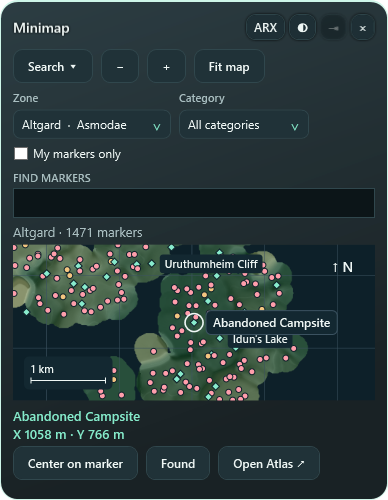 Minimap
ARX
Search
−
+
Fit map
Zone
Category
Altgard · Asmodae
All categories
My markers only
FIND MARKERS
Altgard · 1471 markers
Uruthumheim Cliff
↑ N
Abandoned Campsite
Idun's Lake
1 km
Abandoned Campsite
X 1058 m · Y 766 m
Center on marker
Found
Open Atlas ↗